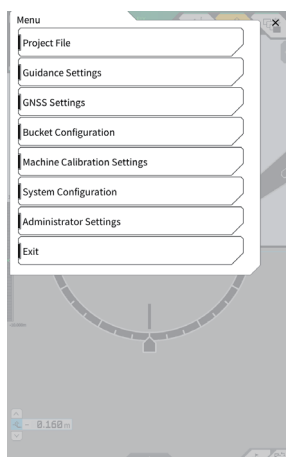 Menu
Project File
Guidance Settings
GNSS Settings
Bucket Configuration
Machine Calibration Settings
System Configuration
Administrator Settings
Exit
- 0.160 m